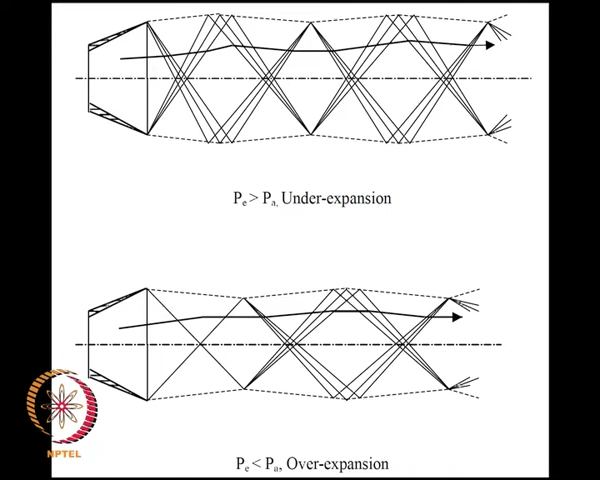 Pe > Pa, Under-expansion
NPTEL
Pe < Pa, Over-expansion